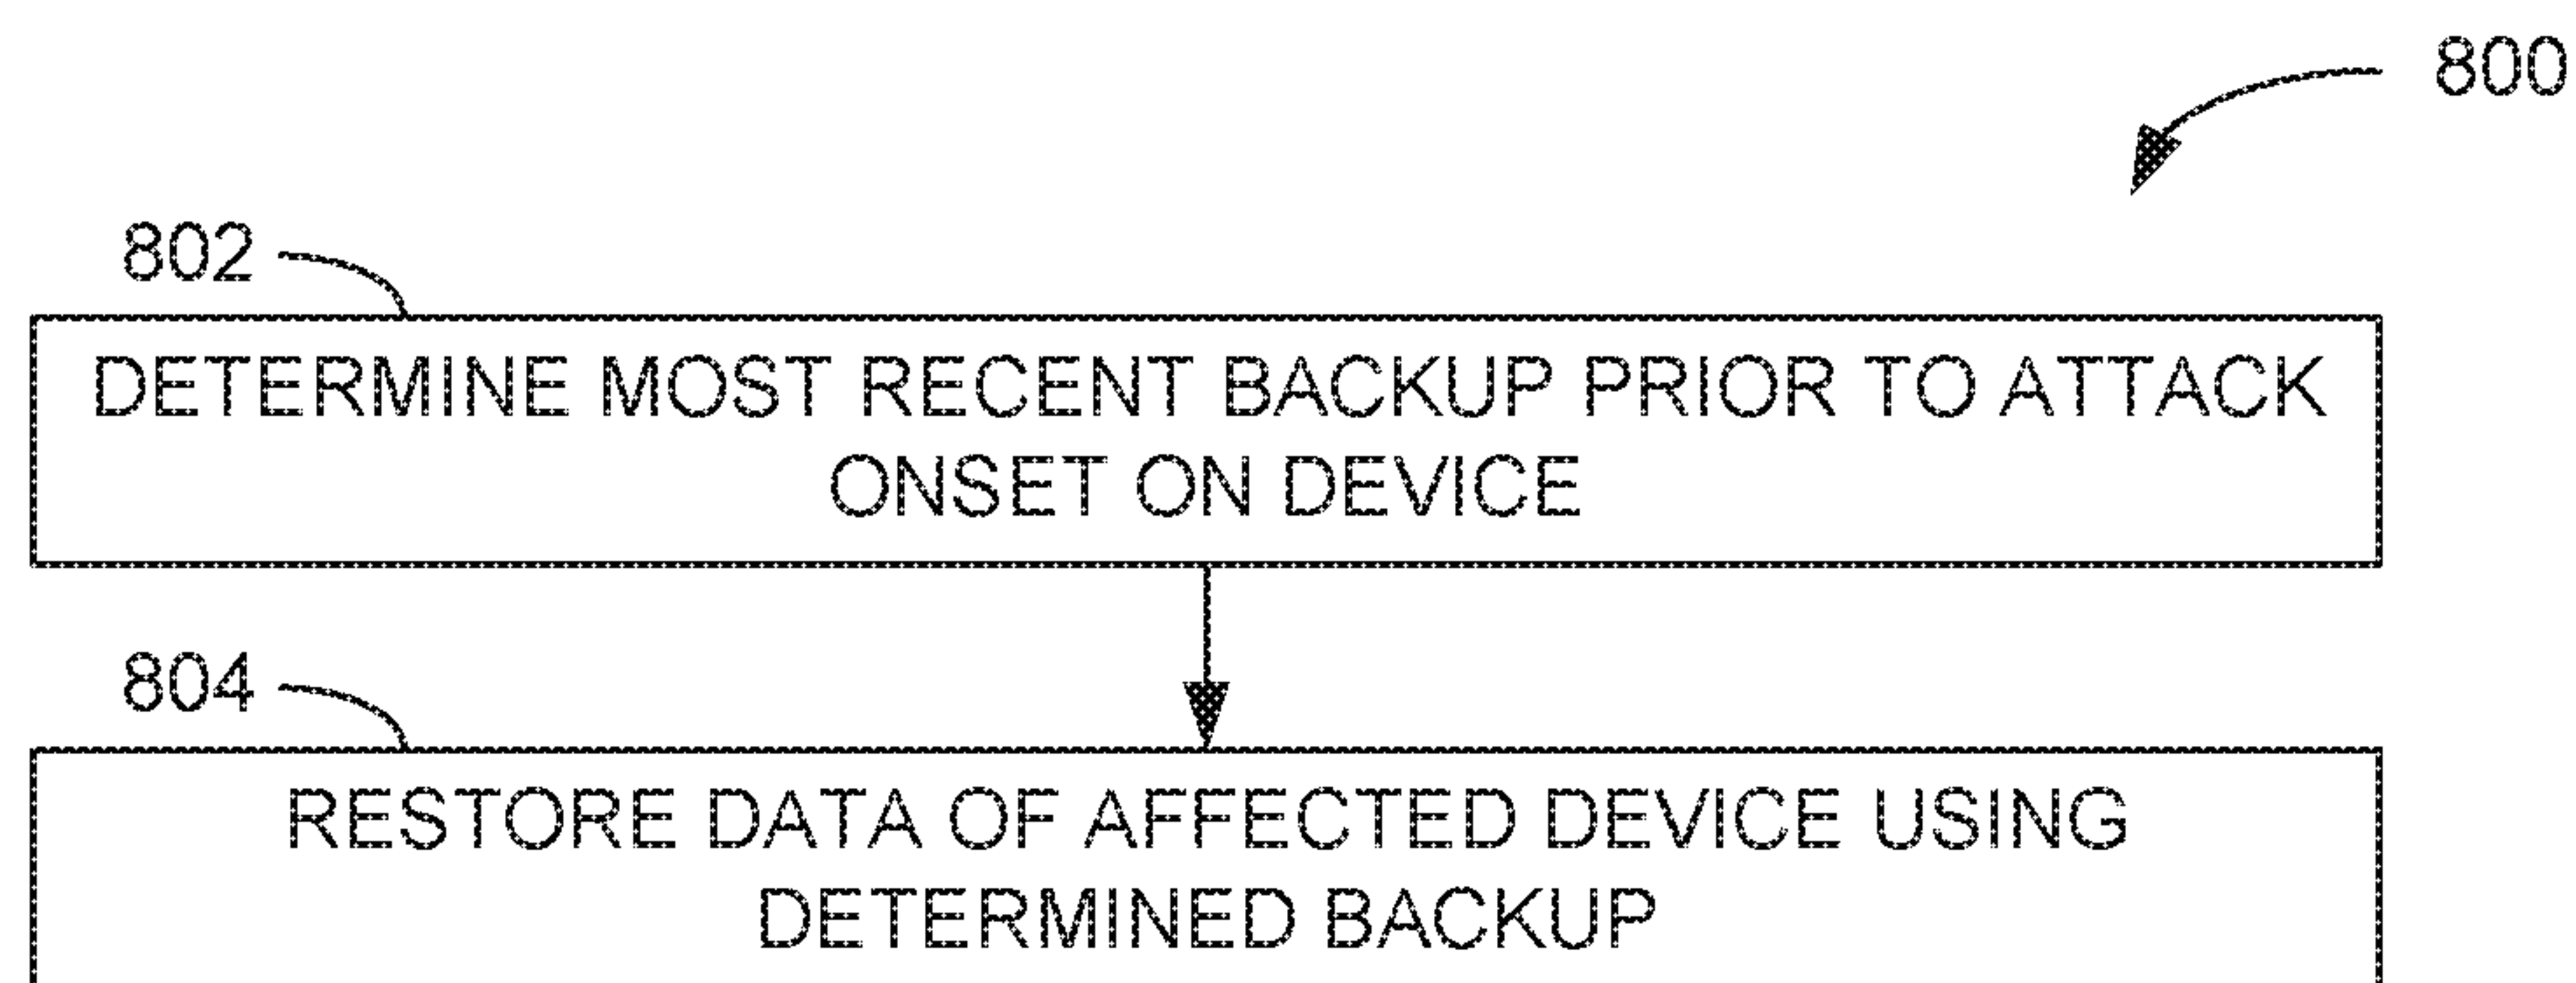 800
802
DETERMINE MOST RECENT BACKUP PRIOR TO ATTACK
ONSET ON DEVICE
804
RESTORE DATA OF AFFECTED DEVICE USING
DETERMINED BACKUP